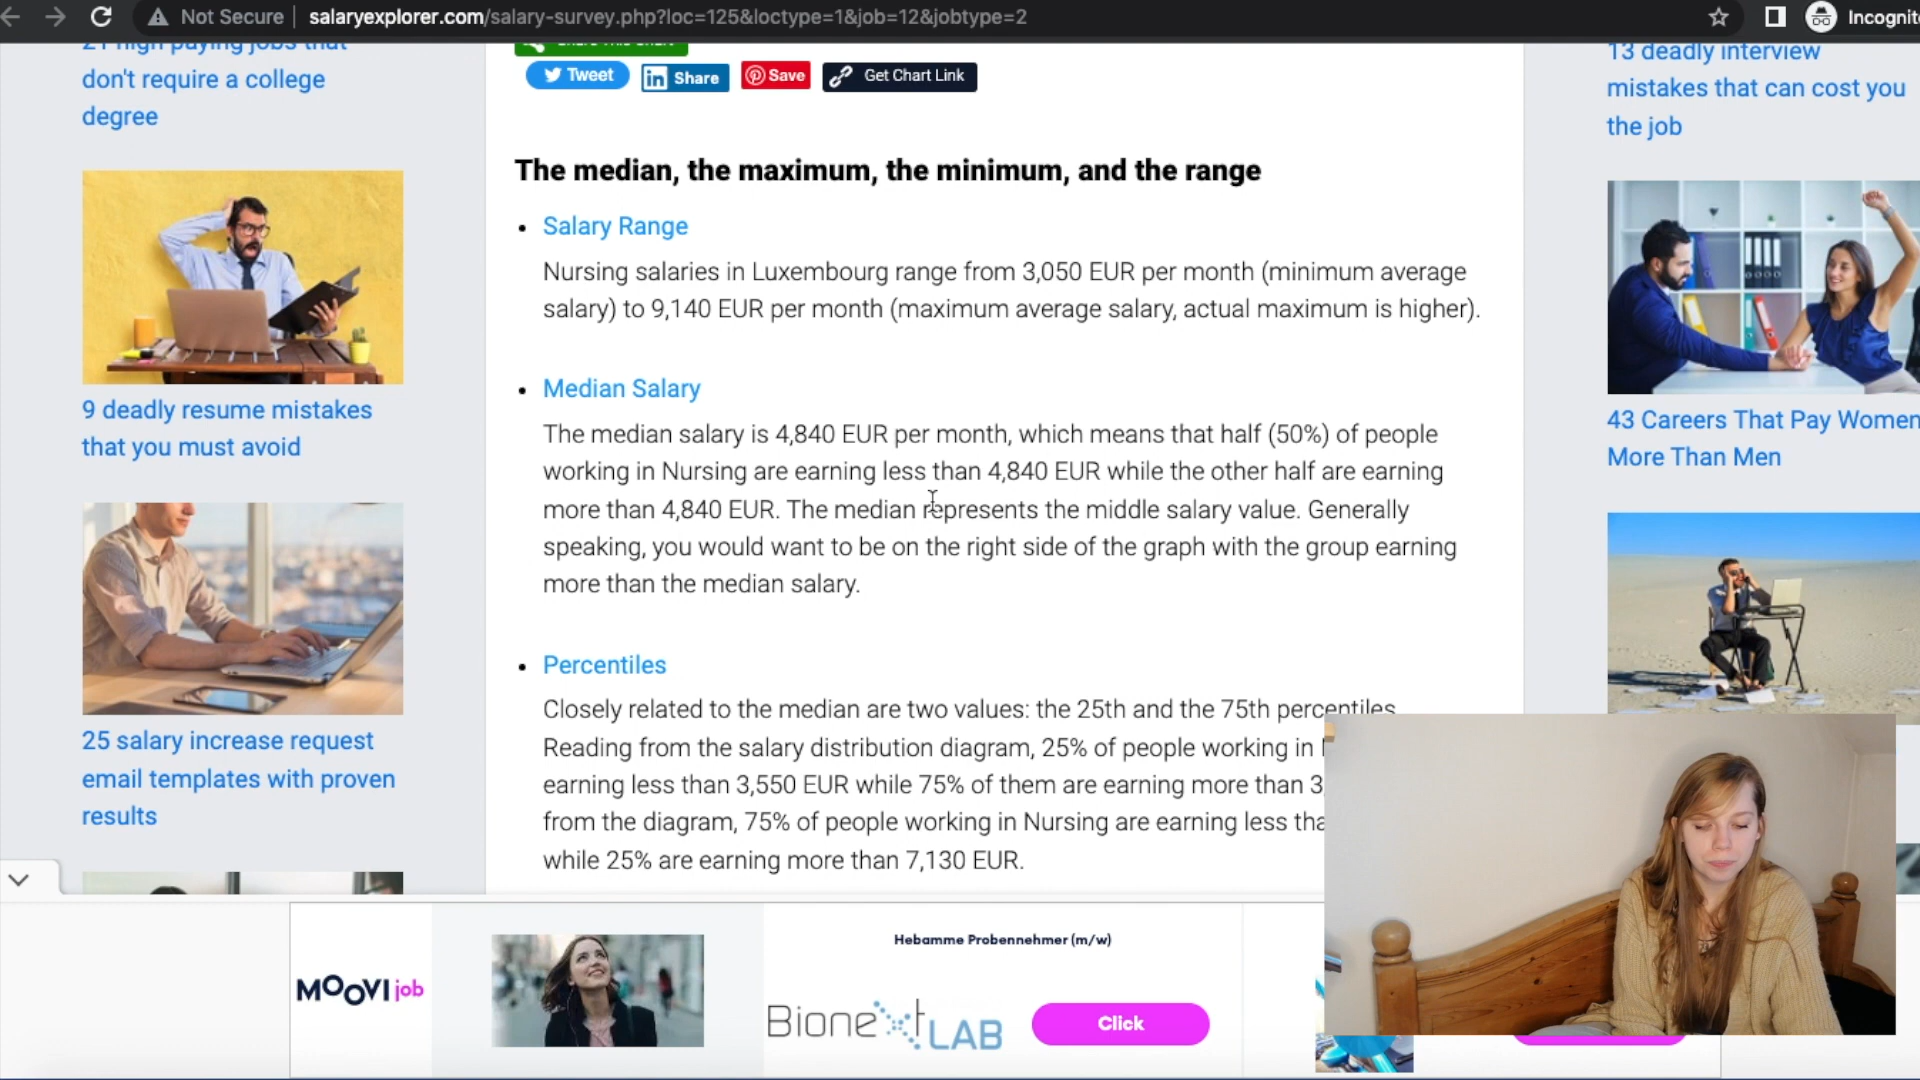 Not Secure
salaryexplorer.com/salary-survey.php?loc=125&loctype=1&job=12&jobtype=2
Incognit
21 high paying jobs that
don't require a college
degree
9 deadly resume mistakes
that you must avoid
25 salary increase request
email templates with proven
results
Tweet
in Share
Save
Get Chart Link
The median, the maximum, the minimum, and the range
• Salary Range
Nursing salaries in Luxembourg range from 3,050 EUR per month (minimum average
salary) to 9,140 EUR per month (maximum average salary, actual maximum is higher).
• Median Salary
The median salary is 4,840 EUR per month, which means that half (50%) of people
working in Nursing are earning less than 4,840 EUR while the other half are earning
more than 4,840 EUR. The median represents the middle salary value. Generally
speaking, you would want to be on the right side of the graph with the group earning
more than the median salary.
• Percentiles
Closely related to the median are two values: the 25th and the 75th percentiles.
Reading from the salary distribution diagram, 25% of people working in
earning less than 3,550 EUR while 75% of them are earning more than 3
from the diagram, 75% of people working in Nursing are earning less tha
while 25% are earning more than 7,130 EUR.
13 deadly interview
mistakes that can cost you
the job
43 Careers That Pay Women
More Than Men
MOOVI job
Hebamme Probennehmer (m/w)
Bionext LAB
Click